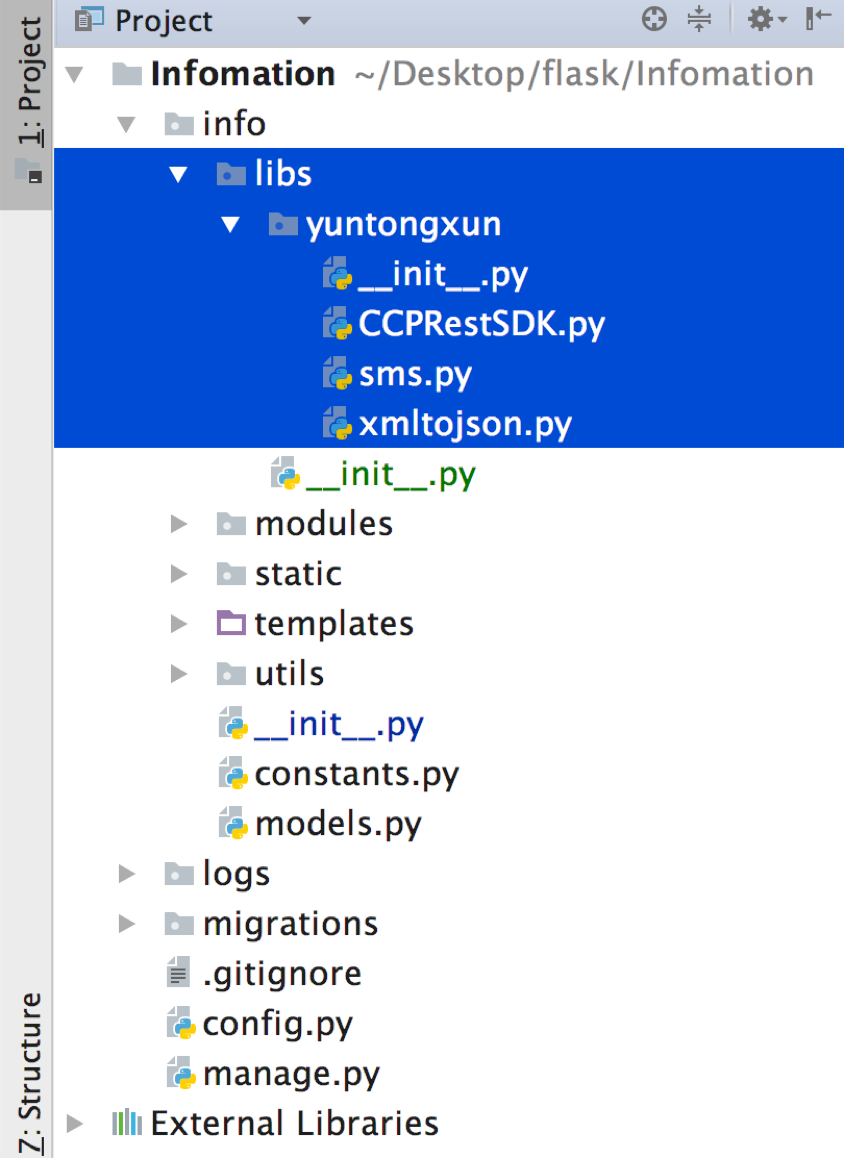 Project
1: Project
Infomation ~/Desktop/flask/Infomation
info
libs
yuntongxun
__init__.py
CCPRestSDK.py
sms.py
xmltojson.py
__init__.py
modules
static
templates
utils
__init__.py
constants.py
models.py
logs
migrations
.gitignore
config.py
manage.py
7: Structure
External Libraries